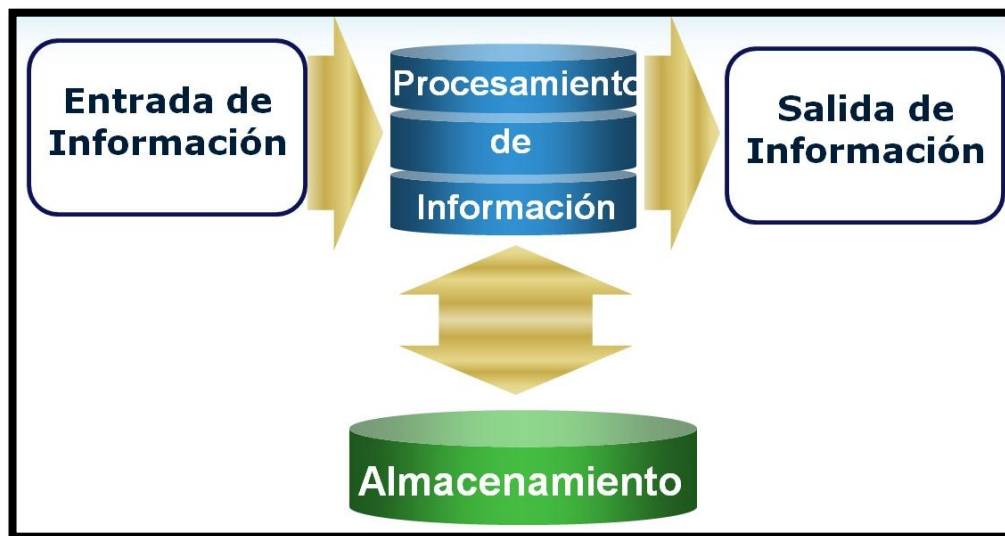 Entrada de
Información
Procesamiento
de
Información
Salida de
Información
Almacenamiento